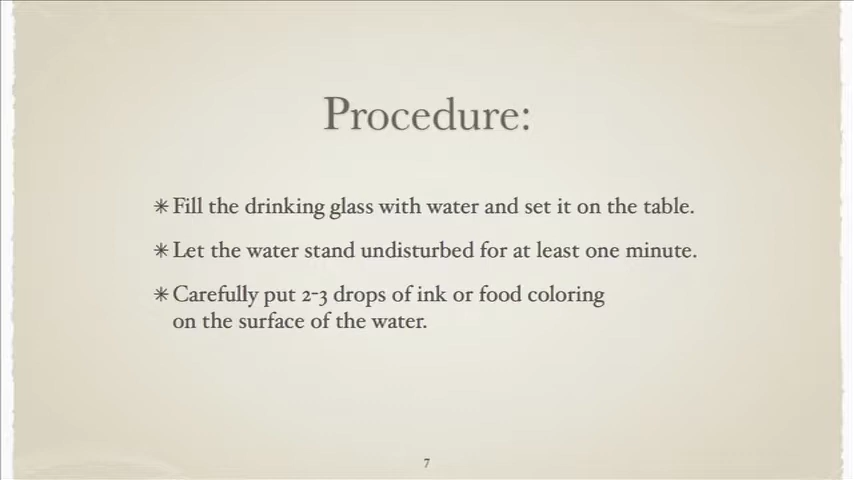 Procedure:
✴Fill the drinking glass with water and set it on the table.
✴Let the water stand undisturbed for at least one minute.
✴Carefully put 2-3 drops of ink or food coloring
on the surface of the water.
7